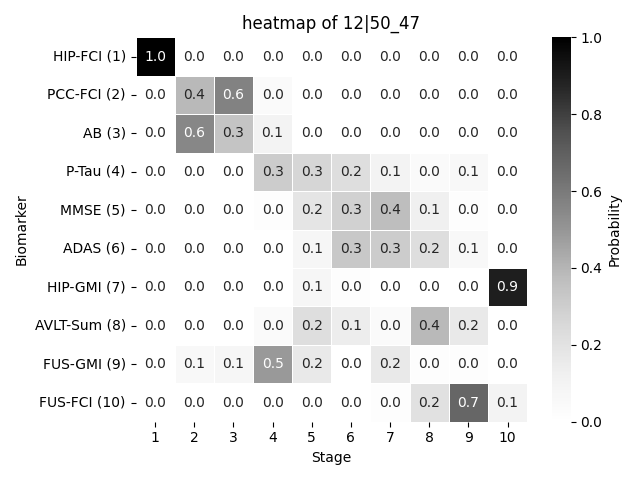 heatmap of 12|50_47
HIP-FCI (1) 1.0 0.0 0.0 0.0 0.0 0.0 0.0 0.0 0.0 0.0
PCC-FCI (2) 0.0 0.4 0.6 0.0 0.0 0.0 0.0 0.0 0.0 0.0
AB (3) 0.0 0.6 0.3 0.1 0.0 0.0 0.0 0.0 0.0 0.0
P-Tau (4) 0.0 0.0 0.0 0.3 0.3 0.2 0.1 0.0 0.1 0.0
MMSE (5) 0.0 0.0 0.0 0.0 0.2 0.3 0.4 0.1 0.0 0.0
ADAS (6) 0.0 0.0 0.0 0.0 0.1 0.3 0.3 0.2 0.1 0.0
HIP-GMI (7) 0.0 0.0 0.0 0.0 0.1 0.0 0.0 0.0 0.0 0.9
AVLT-Sum (8) 0.0 0.0 0.0 0.0 0.2 0.1 0.0 0.4 0.2 0.0
FUS-GMI (9) 0.0 0.1 0.1 0.5 0.2 0.0 0.2 0.0 0.0 0.0
FUS-FCI (10) 0.0 0.0 0.0 0.0 0.0 0.0 0.0 0.2 0.7 0.1
1 2 3 4 5 6 7 8 9 10
Stage
Biomarker
1.0
0.8
0.6
0.4
0.2
0.0
Probability